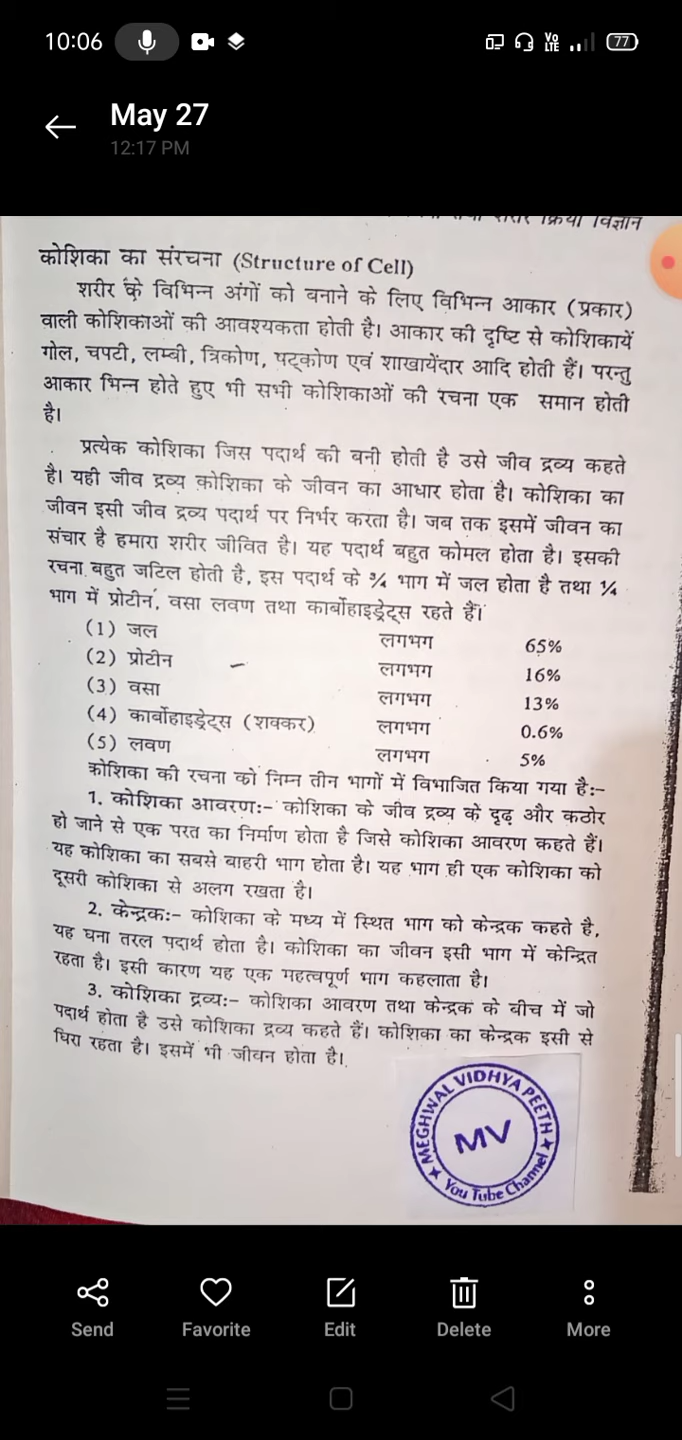 10:06
Vo
LTE
77
May 27
12:17 PM
क्रिया विज्ञान
कोशिका का संरचना (Structure of Cell)
शरीर के विभिन्न अंगों को बनाने के लिए विभिन्न आकार (प्रकार)
वाली कोशिकाओं की आवश्यकता होती है। आकार की दृष्टि से कोशिकायें
गोल, चपटी, लम्बी, त्रिकोण, षट्कोण एवं शाखायेंदार आदि होती हैं। परन्तु
आकार भिन्न होते हुए भी सभी कोशिकाओं की रचना एक समान होती
है।
प्रत्येक कोशिका जिस पदार्थ की बनी होती है उसे जीव द्रव्य कहते
है। यही जीव द्रव्य कोशिका के जीवन का आधार होता है। कोशिका का
जीवन इसी जीव द्रव्य पदार्थ पर निर्भर करता है। जब तक इसमें जीवन का
संचार है हमारा शरीर जीवित है। यह पदार्थ बहुत कोमल होता है। इसकी
रचना बहुत जटिल होती है, इस पदार्थ के ¾ भाग में जल होता है तथा ¼
भाग में प्रोटीन, वसा लवण तथा कार्बोहाइड्रेट्स रहते हैं।
(1) जल लगभग 65%
(2) प्रोटीन – लगभग 16%
(3) वसा लगभग 13%
(4) कार्बोहाइड्रेट्स (शक्कर) लगभग 0.6%
(5) लवण लगभग 5%
कोशिका की रचना को निम्न तीन भागों में विभाजित किया गया है:–
1. कोशिका आवरण:– कोशिका के जीव द्रव्य के दृढ़ और कठोर
हो जाने से एक परत का निर्माण होता है जिसे कोशिका आवरण कहते हैं।
यह कोशिका का सबसे बाहरी भाग होता है। यह भाग ही एक कोशिका को
दूसरी कोशिका से अलग रखता है।
2. केन्द्रक:– कोशिका के मध्य में स्थित भाग को केन्द्रक कहते है,
यह घना तरल पदार्थ होता है। कोशिका का जीवन इसी भाग में केन्द्रित
रहता है। इसी कारण यह एक महत्वपूर्ण भाग कहलाता है।
3. कोशिका द्रव्य:– कोशिका आवरण तथा केन्द्रक के बीच में जो
पदार्थ होता है उसे कोशिका द्रव्य कहते हैं। कोशिका का केन्द्रक इसी से
घिरा रहता है। इसमें भी जीवन होता है।
MEGHWAL VIDHYA PEETH
MV
You Tube Channel
Send Favorite Edit Delete More